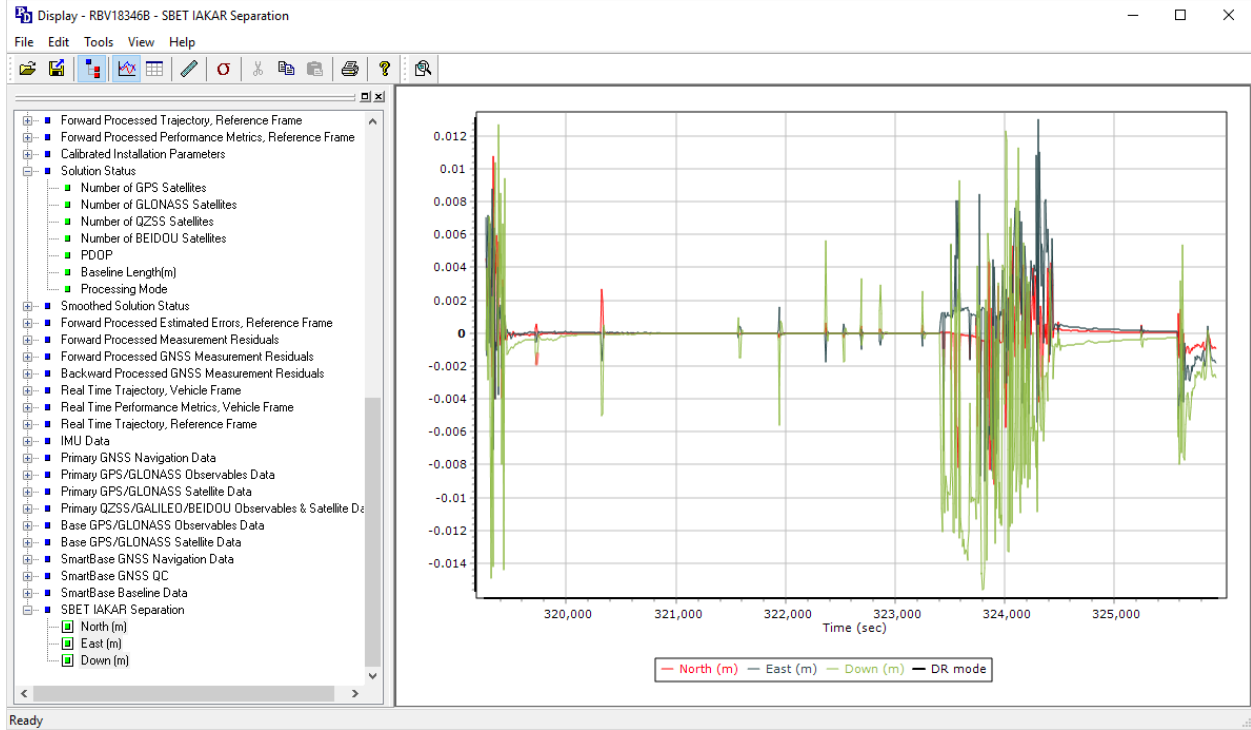 Display - RBV18346B - SBET IAKAR Separation
File Edit Tools View Help
σ
?
Forward Processed Trajectory, Reference Frame
Forward Processed Performance Metrics, Reference Frame
Calibrated Installation Parameters
Solution Status
Number of GPS Satellites
Number of GLONASS Satellites
Number of QZSS Satellites
Number of BEIDOU Satellites
PDOP
Baseline Length(m)
Processing Mode
Smoothed Solution Status
Forward Processed Estimated Errors, Reference Frame
Forward Processed Measurement Residuals
Forward Processed GNSS Measurement Residuals
Backward Processed GNSS Measurement Residuals
Real Time Trajectory, Vehicle Frame
Real Time Performance Metrics, Vehicle Frame
Real Time Trajectory, Reference Frame
IMU Data
Primary GNSS Navigation Data
Primary GPS/GLONASS Observables Data
Primary GPS/GLONASS Satellite Data
Primary QZSS/GALILEO/BEIDOU Observables & Satellite Da
Base GPS/GLONASS Observables Data
Base GPS/GLONASS Satellite Data
SmartBase GNSS Navigation Data
SmartBase GNSS QC
SmartBase Baseline Data
SBET IAKAR Separation
North (m)
East (m)
Down (m)
0.012
0.01
0.008
0.006
0.004
0.002
0
-0.002
-0.004
-0.006
-0.008
-0.01
-0.012
-0.014
320,000 321,000 322,000 323,000 324,000 325,000
Time (sec)
North (m) East (m) Down (m) DR mode
Ready